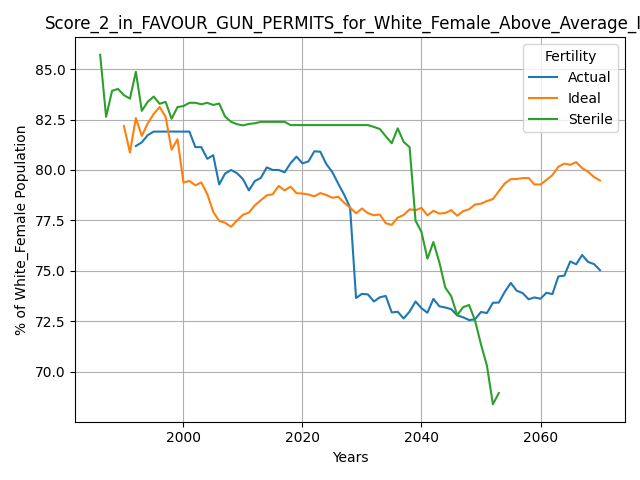 Score_2_in_FAVOUR_GUN_PERMITS_for_White_Female_Above_Average_I
Fertility
Actual
Ideal
Sterile
% of White_Female Population
85.0
82.5
80.0
77.5
75.0
72.5
70.0
2000
2020
2040
2060
Years